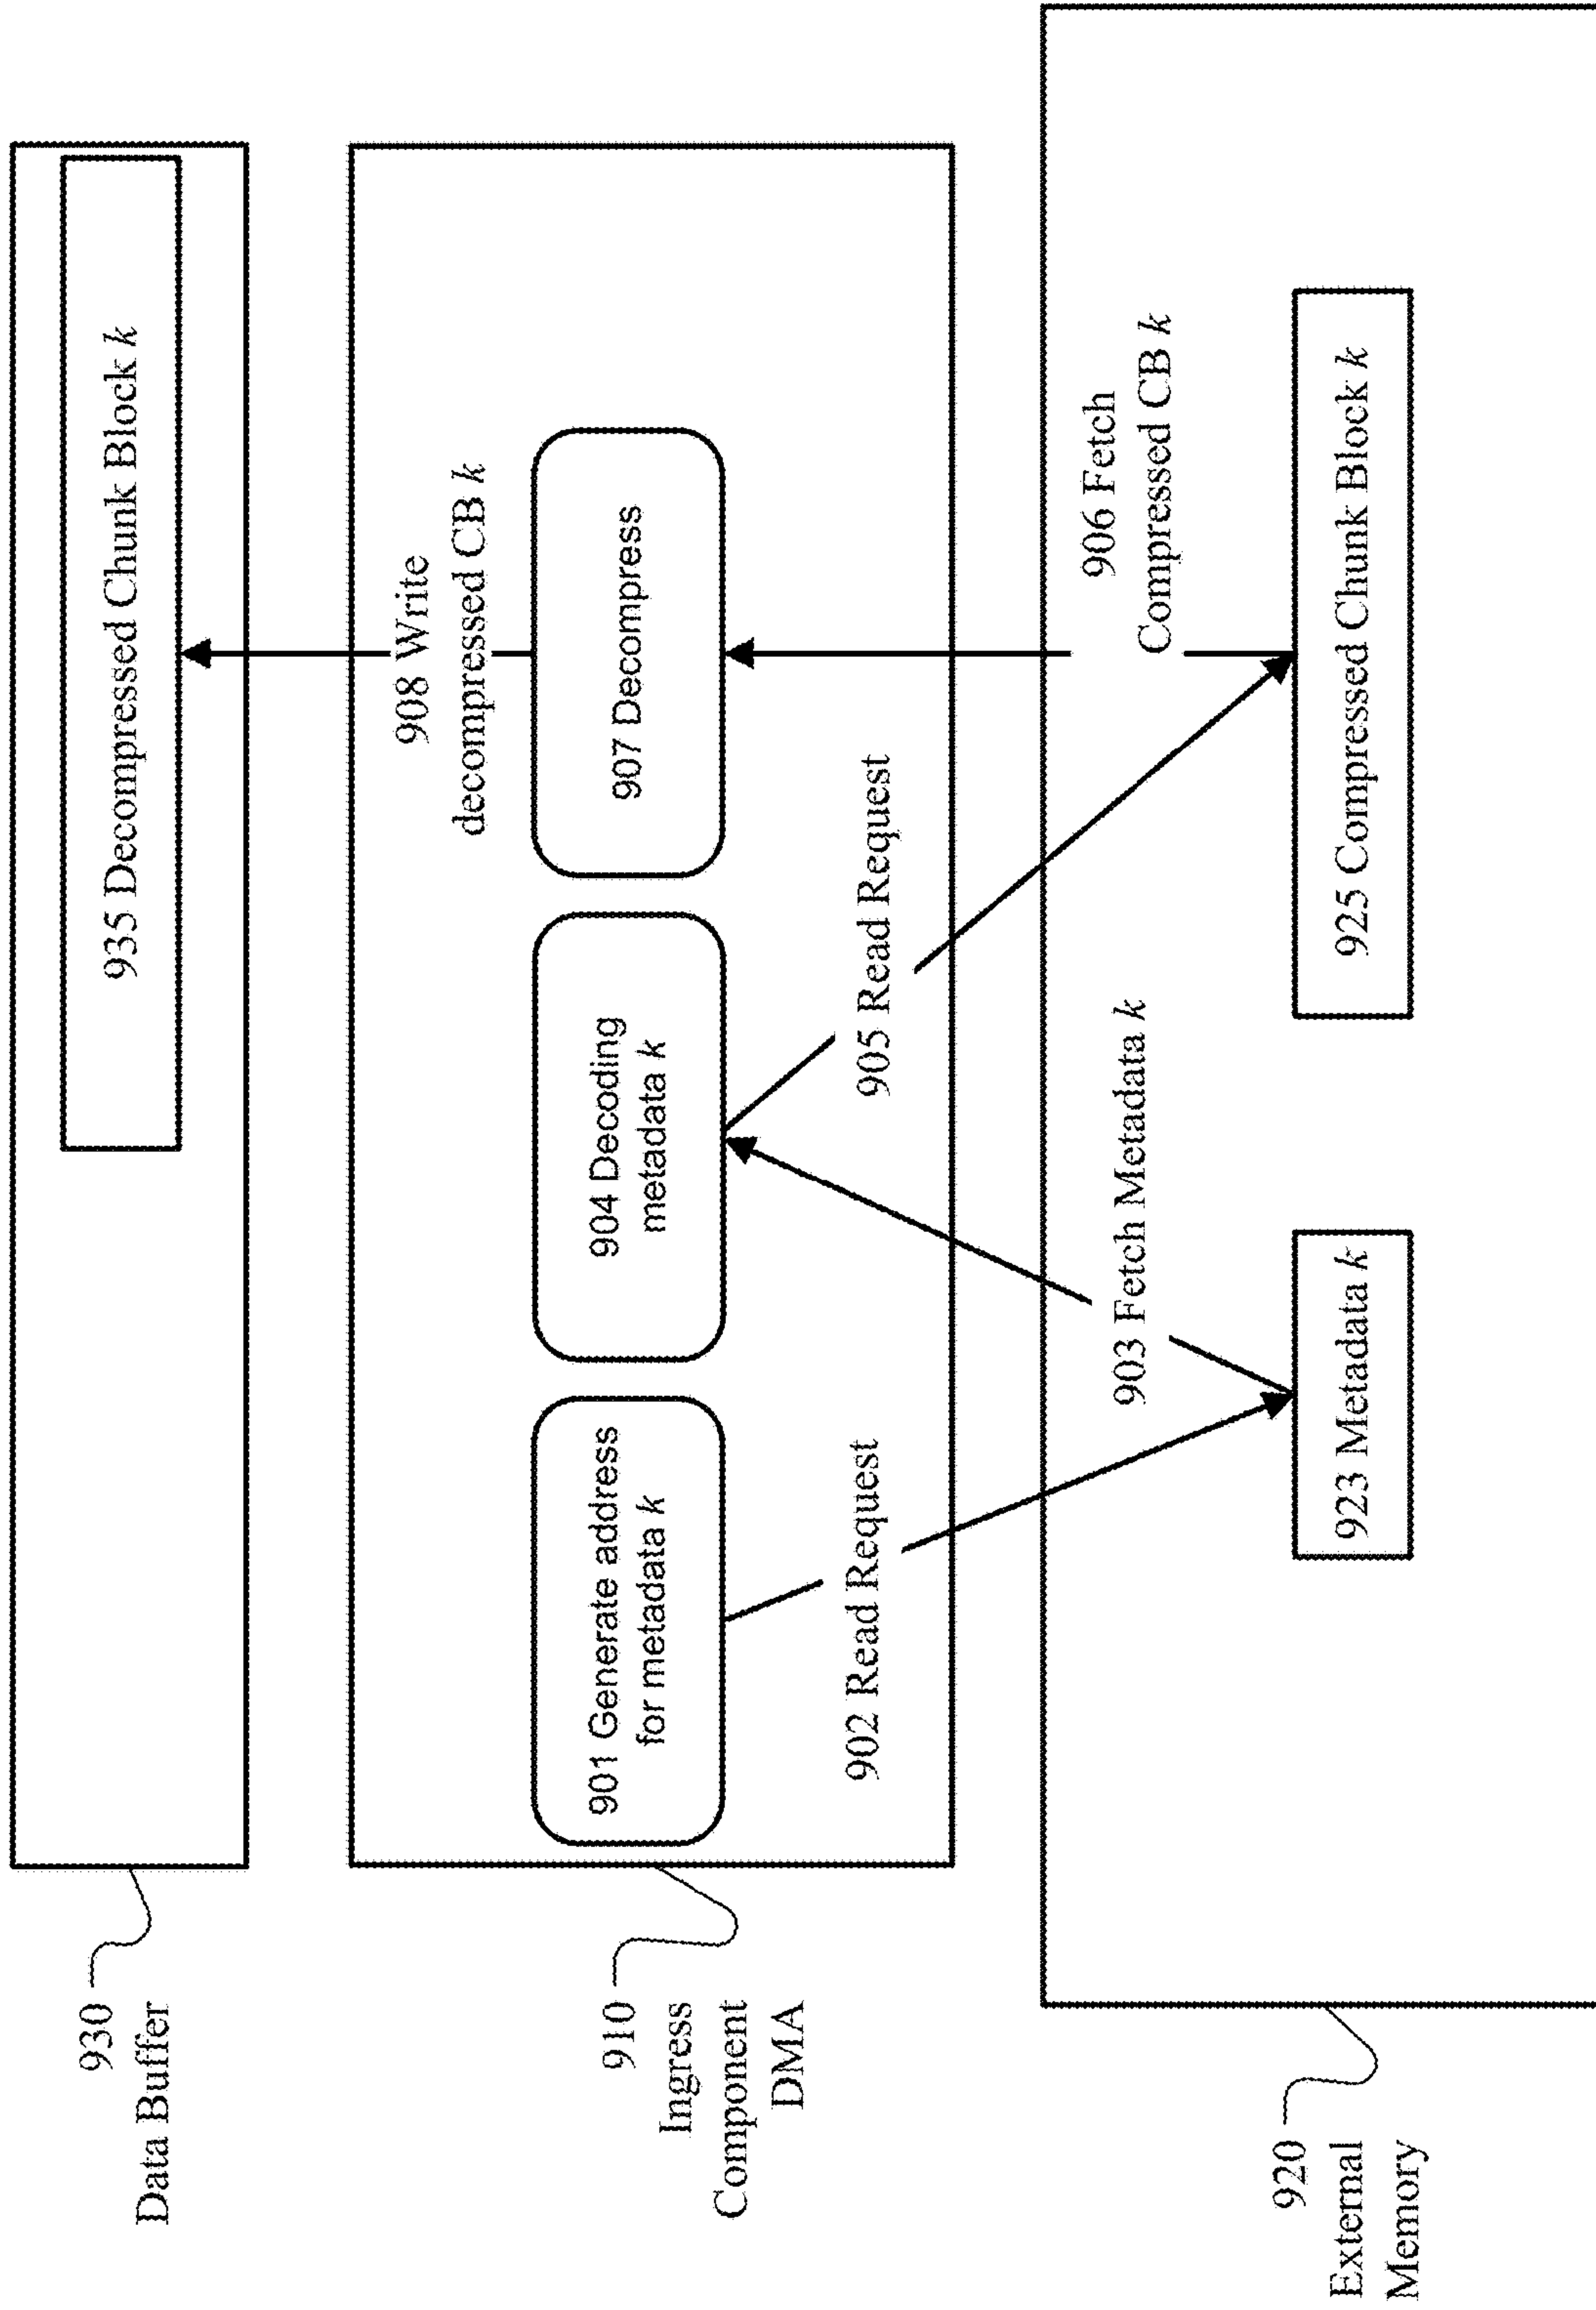 930
Data Buffer
935 Decompressed Chunk Block k
910
Ingress
Component
DMA
908 Write
decompressed CB k
901 Generate address
for metadata k
904 Decoding
metadata k
907 Decompress
902 Read Request
905 Read Request
903 Fetch Metadata k
906 Fetch
Compressed CB k
920
External
Memory
923 Metadata k
925 Compressed Chunk Block k